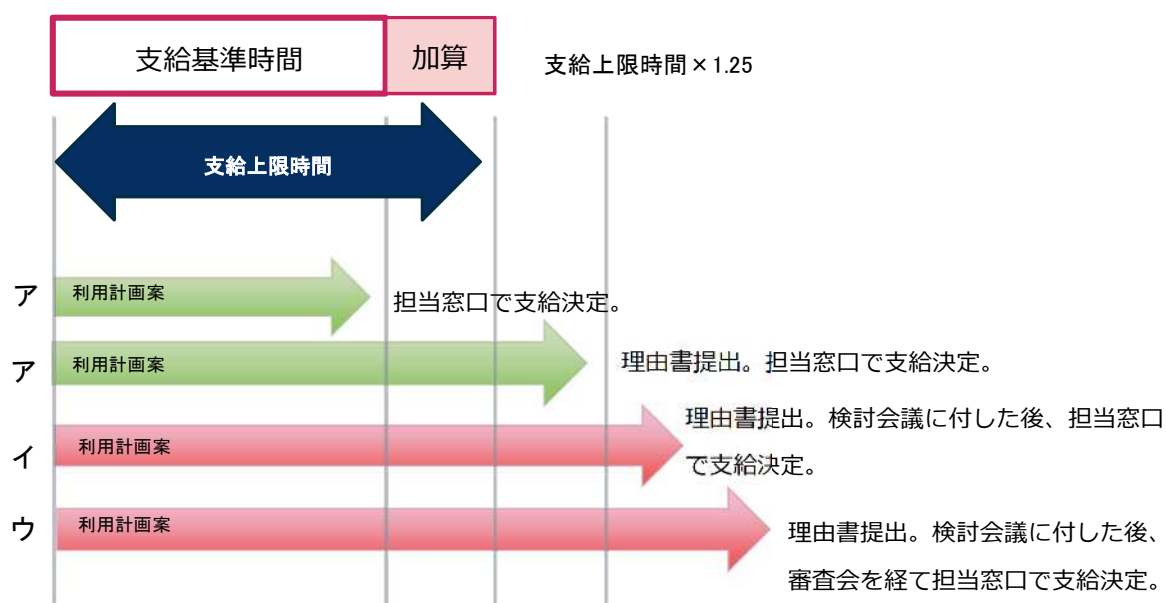 支給基準時間
加算
支給上限時間×1.25
支給上限時間
ア
利用計画案
担当窓口で支給決定。
ア
利用計画案
理由書提出。担当窓口で支給決定。
イ
利用計画案
理由書提出。検討会議に付した後、担当窓口
で支給決定。
ウ
利用計画案
理由書提出。検討会議に付した後、
審査会を経て担当窓口で支給決定。